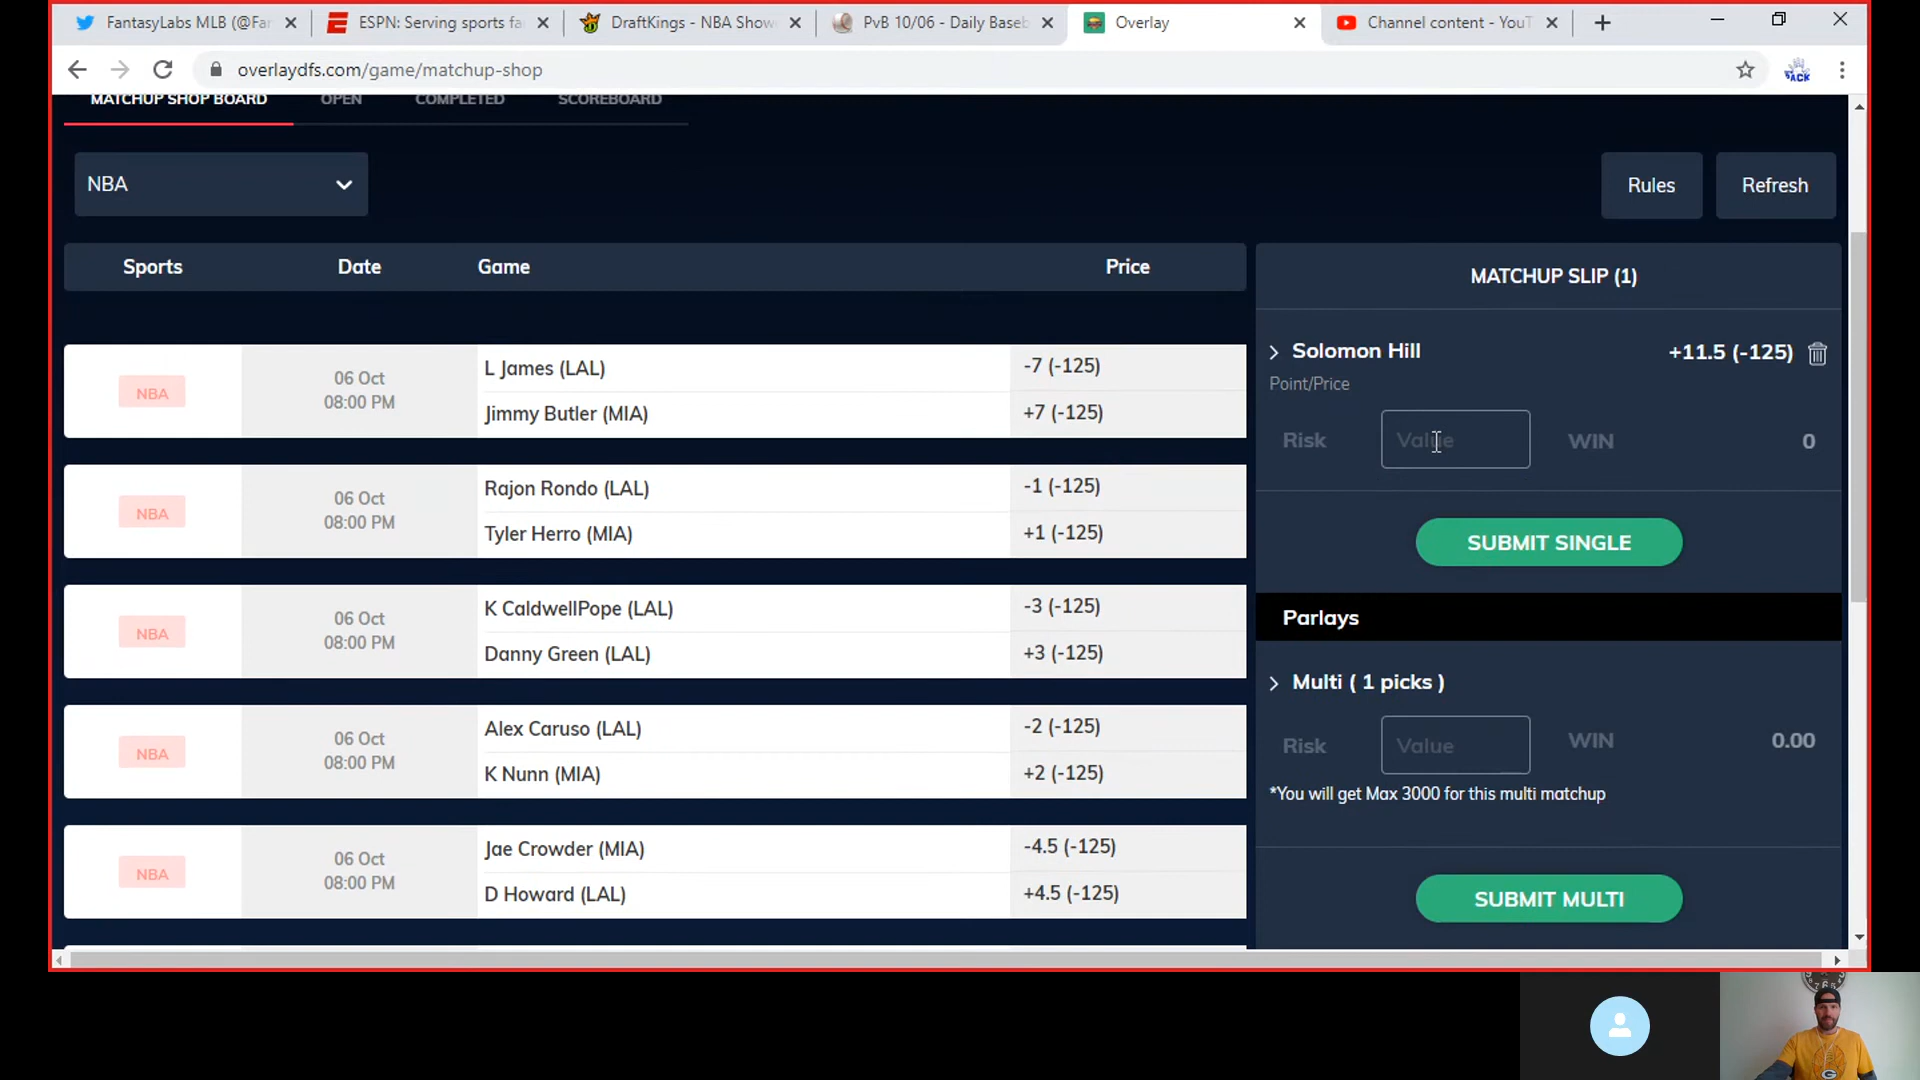 FantasyLabs MLB (@Far
ESPN: Serving sports fa
DraftKings - NBA Show
PvB 10/06 - Daily Baseb
Overlay
Channel content - YouT
overlaydfs.com/game/matchup-shop
MATCHUP SHOP BOARD OPEN COMPLETED SCOREBOARD
NBA
Rules Refresh
Sports Date Game Price
NBA
06 Oct
08:00 PM
L James (LAL) -7 (-125)
Jimmy Butler (MIA) +7 (-125)
NBA
06 Oct
08:00 PM
Rajon Rondo (LAL) -1 (-125)
Tyler Herro (MIA) +1 (-125)
NBA
06 Oct
08:00 PM
K CaldwellPope (LAL) -3 (-125)
Danny Green (LAL) +3 (-125)
NBA
06 Oct
08:00 PM
Alex Caruso (LAL) -2 (-125)
K Nunn (MIA) +2 (-125)
NBA
06 Oct
08:00 PM
Jae Crowder (MIA) -4.5 (-125)
D Howard (LAL) +4.5 (-125)
MATCHUP SLIP (1)
Solomon Hill +11.5 (-125)
Point/Price
Risk Value WIN 0
SUBMIT SINGLE
Parlays
Multi ( 1 picks )
Risk Value WIN 0.00
*You will get Max 3000 for this multi matchup
SUBMIT MULTI